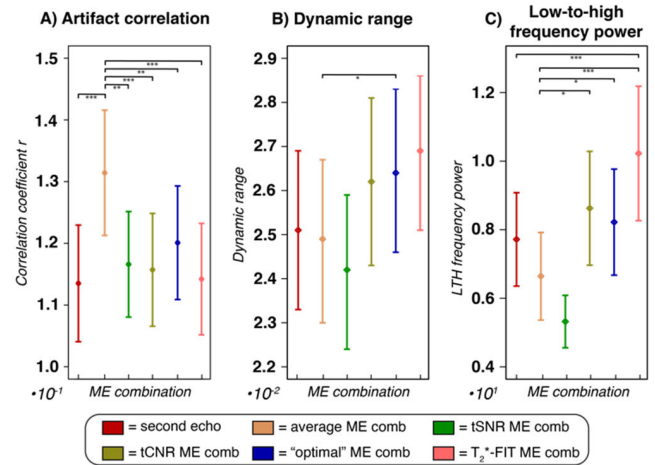 A) Artifact correlation
1.5
1.4
1.3
1.2
1.1
1.0
Correlation coefficient r
***
**
***
**
***
***
•10⁻¹
ME combination
B) Dynamic range
2.9
2.8
2.7
2.6
2.5
2.4
2.3
2.2
Dynamic range
*
•10⁻²
ME combination
C) Low-to-high
frequency power
1.2
1.0
0.8
0.6
0.4
LTH frequency power
***
***
*
*
•10¹
ME combination
= second echo
= average ME comb
= tSNR ME comb
= tCNR ME comb
= "optimal" ME comb
= T₂*-FIT ME comb